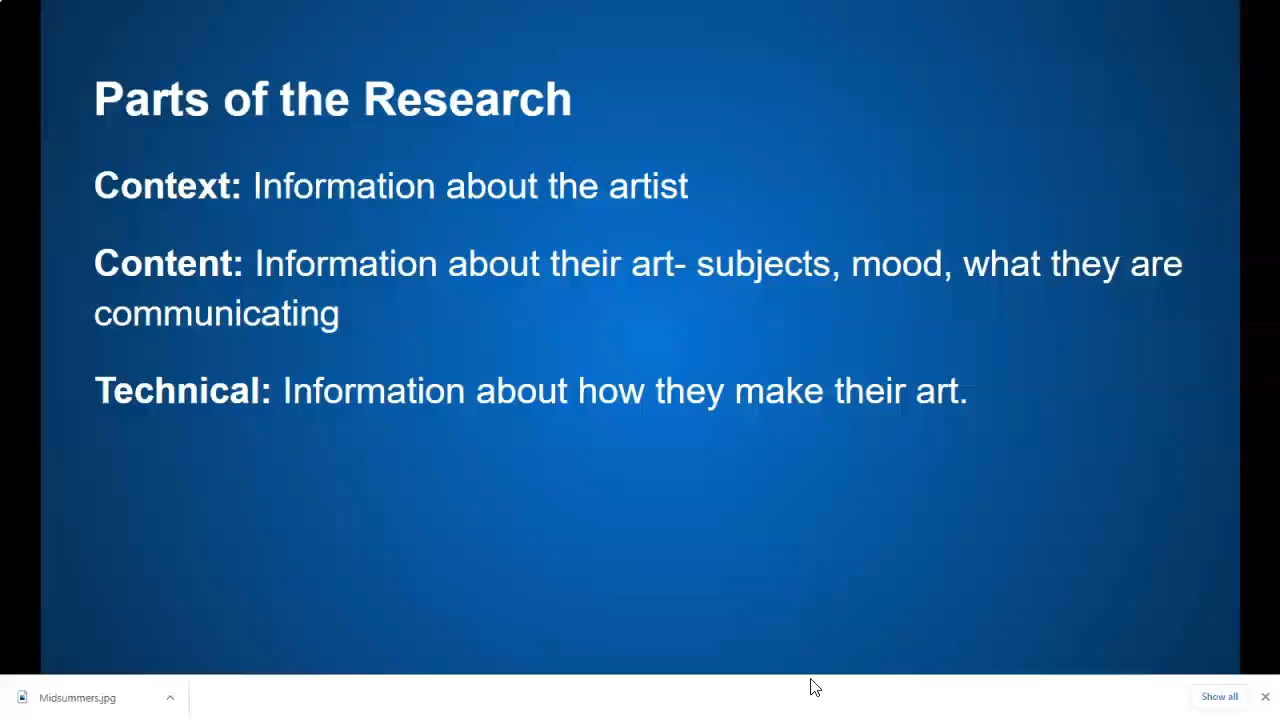 Parts of the Research
Context: Information about the artist
Content: Information about their art- subjects, mood, what they are
communicating
Technical: Information about how they make their art.
Midsummers.jpg
Show all